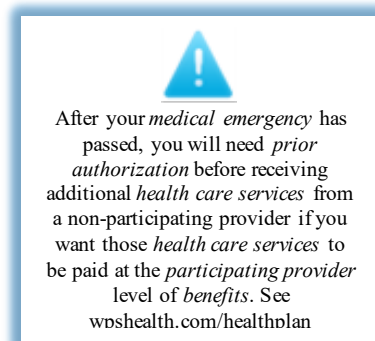 After your medical emergency has
passed, you will need prior
authorization before receiving
additional health care services from
a non-participating provider if you
want those health care services to
be paid at the participating provider
level of benefits. See
wpshealth.com/healthplan